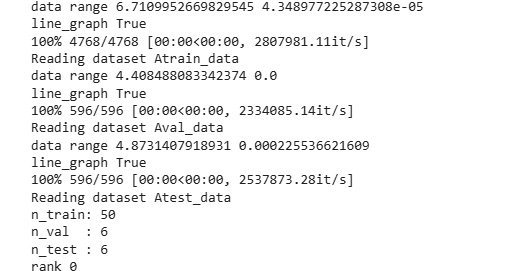 data range 6.7109952669829545 4.348977225287308e-05
line_graph True
100% 4768/4768 [00:00<00:00, 2807981.11it/s]
Reading dataset Atrain_data
data range 4.408488083342374 0.0
line_graph True
100% 596/596 [00:00<00:00, 2334085.14it/s]
Reading dataset Aval_data
data range 4.8731407918931 0.000225536621609
line_graph True
100% 596/596 [00:00<00:00, 2537873.28it/s]
Reading dataset Atest_data
n_train: 50
n_val  : 6
n_test : 6
rank 0